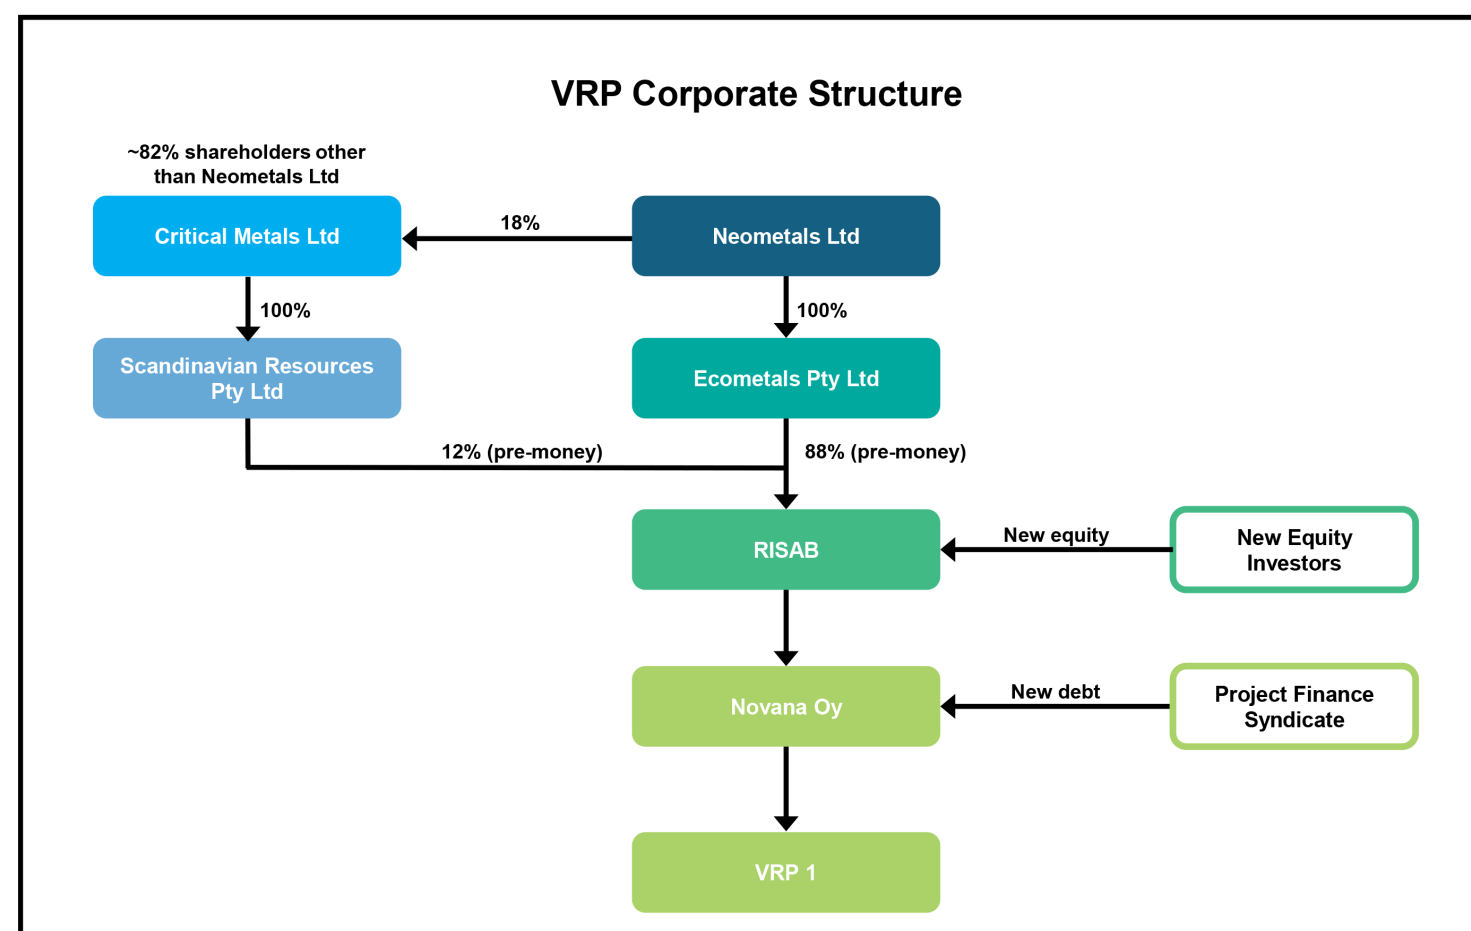 VRP Corporate Structure
~82% shareholders other
than Neometals Ltd
Critical Metals Ltd
18%
Neometals Ltd
100%
100%
Scandinavian Resources
Pty Ltd
Ecometals Pty Ltd
12% (pre-money)
88% (pre-money)
RISAB
New equity
New Equity
Investors
Novana Oy
New debt
Project Finance
Syndicate
VRP 1